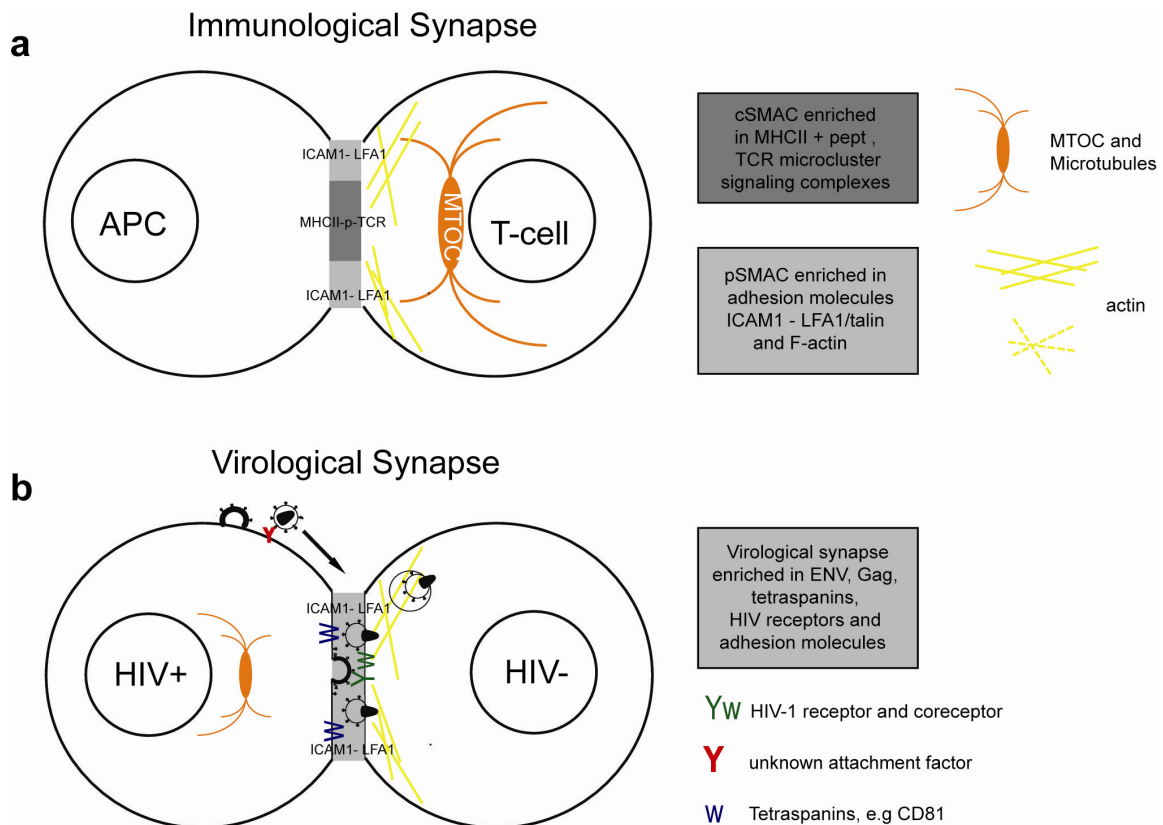 Immunological Synapse
a
ICAM1- LFA1
APC
MHCII-p-TCR
MTOC
T-cell
ICAM1- LFA1
cSMAC enriched
in MHCII + pept ,
TCR microcluster
signaling complexes
MTOC and
Microtubules
pSMAC enriched in
adhesion molecules
ICAM1 - LFA1/talin
and F-actin
actin
Virological Synapse
b
Y
ICAM1- LFA1
W
W
Y
HIV+
HIV-
W
ICAM1- LFA1
Virological synapse
enriched in ENV, Gag,
tetraspanins,
HIV receptors and
adhesion molecules
Yw HIV-1 receptor and coreceptor
Y unknown attachment factor
w Tetraspanins, e.g CD81